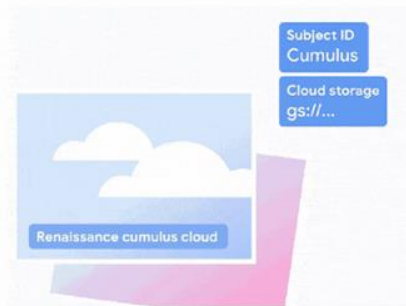 Subject ID
Cumulus
Cloud storage
gs://...
Renaissance cumulus cloud